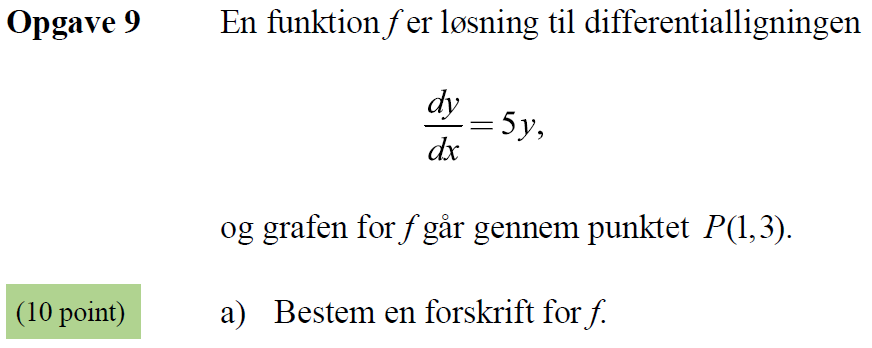 Opgave 9 En funktion f er løsning til differentialligningen
dy/dx = 5y,
og grafen for f går gennem punktet P(1,3).
(10 point) a) Bestem en forskrift for f.